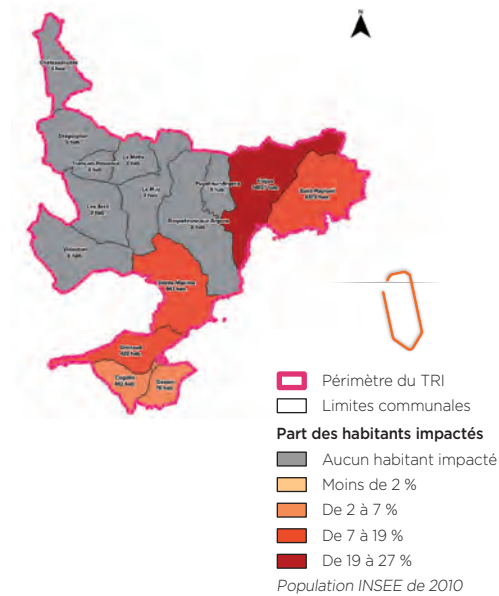 N
Chateaudouble
0 hab.
Draguignan
0 hab.
La Motte
0 hab.
Trans-en-Provence
0 hab.
Le Muy
0 hab.
Puget-sur-Argens
0 hab.
Fréjus
Saint-Raphaël
Les Arcs
0 hab.
Roquebrune-sur-Argens
0 hab.
Vidauban
0 hab.
Sainte-Maxime
Grimaud
Cogolin
Gassin
Périmètre du TRI
Limites communales
Part des habitants impactés
Aucun habitant impacté
Moins de 2 %
De 2 à 7 %
De 7 à 19 %
De 19 à 27 %
Population INSEE de 2010